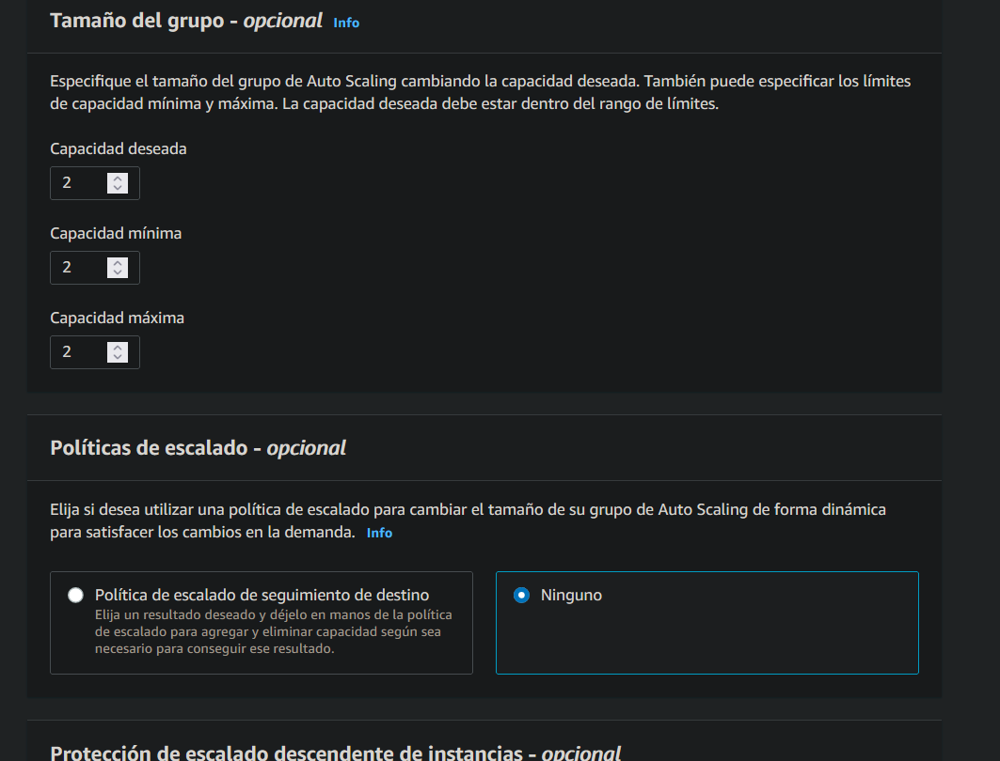 Tamaño del grupo - opcional Info
Especifique el tamaño del grupo de Auto Scaling cambiando la capacidad deseada. También puede especificar los límites
de capacidad mínima y máxima. La capacidad deseada debe estar dentro del rango de límites.
Capacidad deseada
2
Capacidad mínima
2
Capacidad máxima
2
Políticas de escalado - opcional
Elija si desea utilizar una política de escalado para cambiar el tamaño de su grupo de Auto Scaling de forma dinámica
para satisfacer los cambios en la demanda. Info
Política de escalado de seguimiento de destino
Elija un resultado deseado y déjelo en manos de la política
de escalado para agregar y eliminar capacidad según sea
necesario para conseguir ese resultado.
Ninguno
Protección de escalado descendente de instancias - opcional